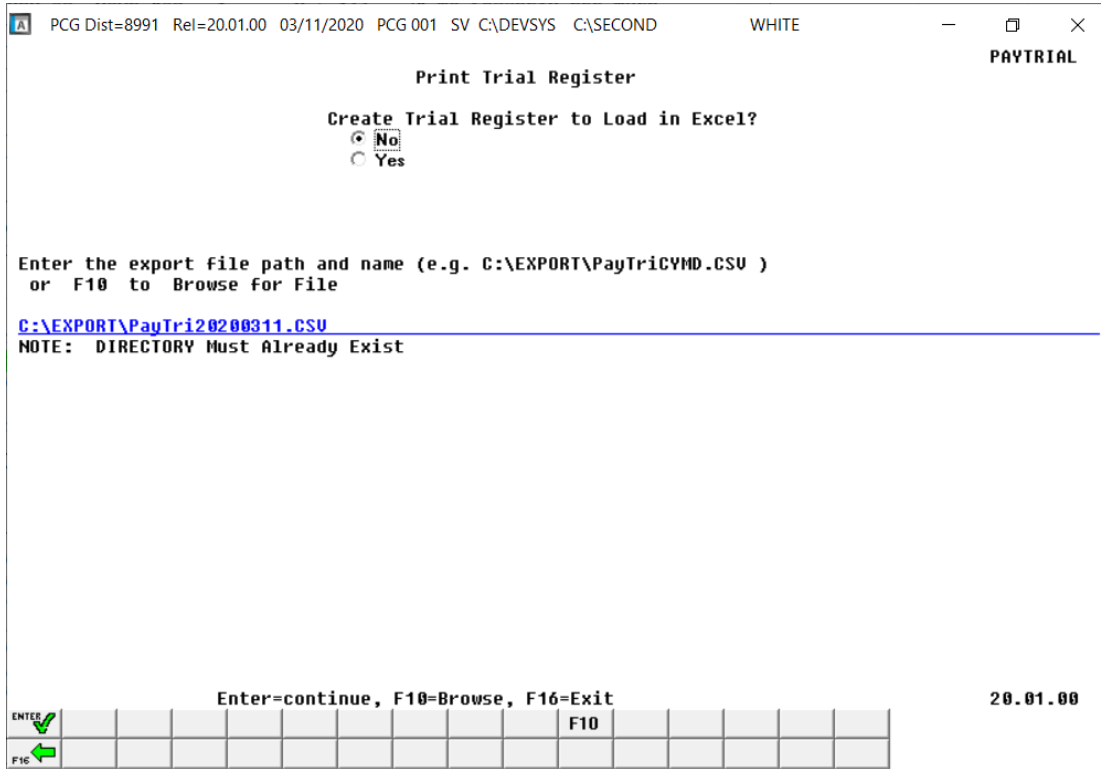 PCG Dist=8991 Rel=20.01.00 03/11/2020 PCG 001 SV C:\DEVSYS C:\SECOND WHITE
PAYTRIAL
Print Trial Register
Create Trial Register to Load in Excel?
No
Yes
Enter the export file path and name (e.g. C:\EXPORT\PayTriCYMD.CSV )
or F10 to Browse for File
C:\EXPORT\PayTri20200311.CSV
NOTE: DIRECTORY Must Already Exist
Enter=continue, F10=Browse, F16=Exit 20.01.00
ENTER F10
F16